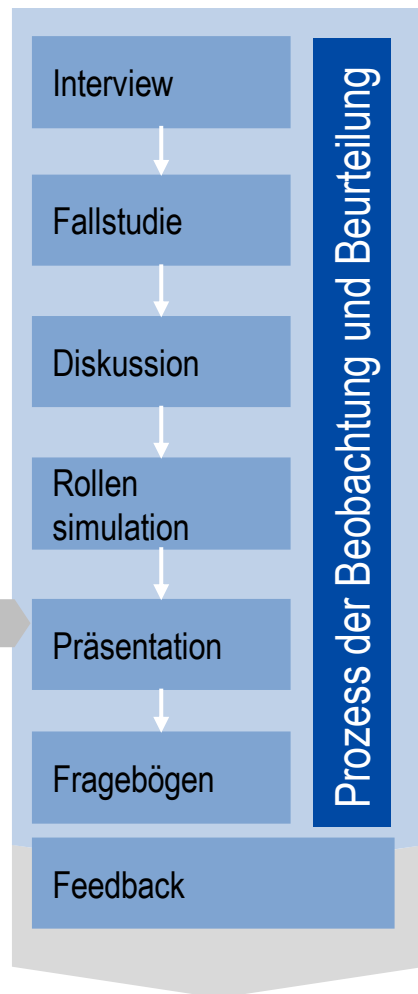 Interview
Fallstudie
Diskussion
Rollen
simulation
Präsentation
Fragebögen
Feedback
Prozess der Beobachtung und Beurteilung